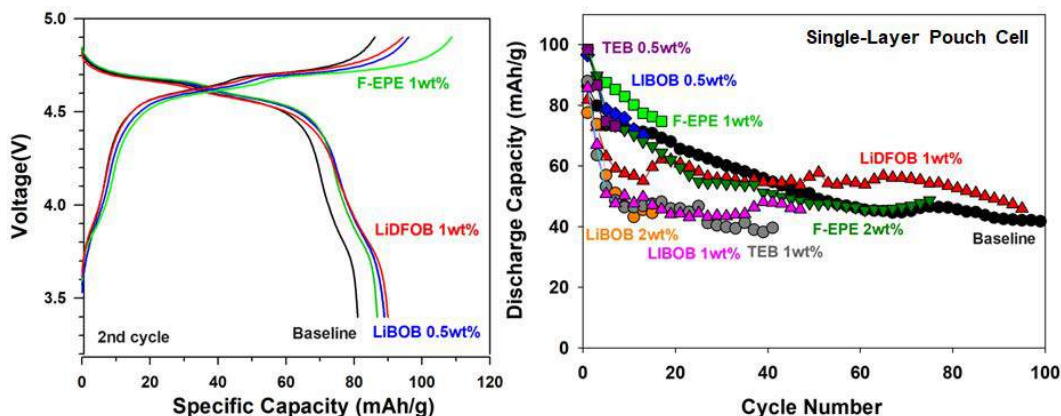 5.0
4.5
4.0
3.5
Voltage(V)
F-EPE 1wt%
LiDFOB 1wt%
2nd cycle
Baseline
LiBOB 0.5wt%
0
20
40
60
80
100
120
Specific Capacity (mAh/g)
Single-Layer Pouch Cell
100
80
60
40
20
0
Discharge Capacity (mAh/g)
TEB 0.5wt%
LIBOB 0.5wt%
F-EPE 1wt%
LiDFOB 1wt%
F-EPE 2wt%
Baseline
LiBOB 2wt%
LIBOB 1wt%
TEB 1wt%
0
20
40
60
80
100
Cycle Number